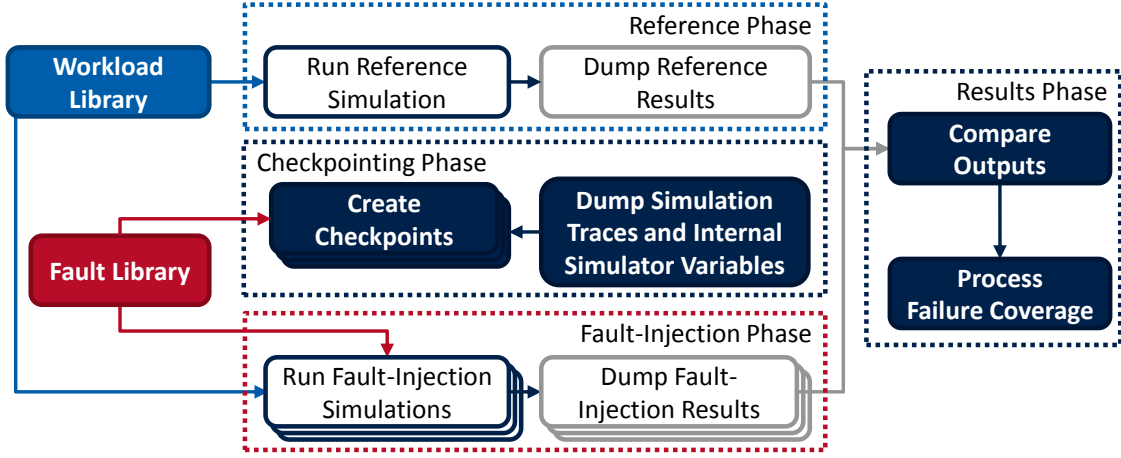 Reference Phase
Workload
Library
Run Reference
Simulation
Dump Reference
Results
Checkpointing Phase
Create
Checkpoints
Dump Simulation
Traces and Internal
Simulator Variables
Fault Library
Fault-Injection Phase
Run Fault-Injection
Simulations
Dump Fault-
Injection Results
Results Phase
Compare
Outputs
Process
Failure Coverage